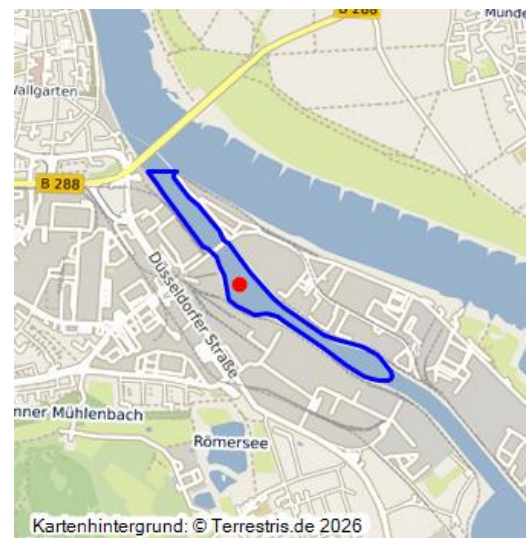 B 288
Münde
Wallgarten
B 288
Düsseldorfer Straße
nner Mühlenbach
Römersee
Kartenhintergrund: © Terrestris.de 2026